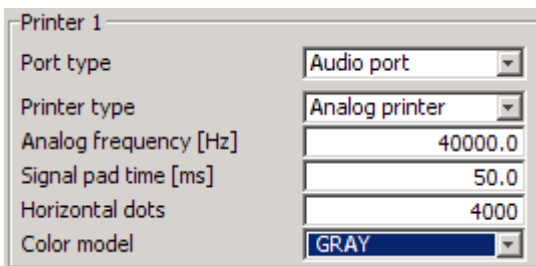 Printer 1
Port type Audio port
Printer type Analog printer
Analog frequency [Hz] 40000.0
Signal pad time [ms] 50.0
Horizontal dots 4000
Color model GRAY